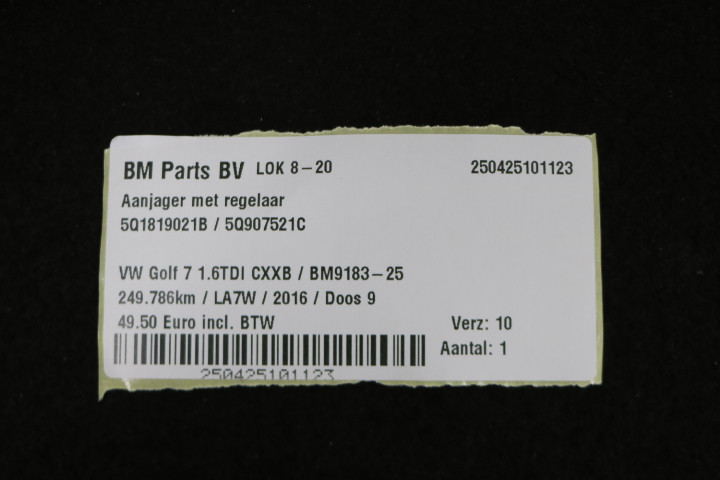 BM Parts BV LOK 8-20 250425101123
Aanjager met regelaar
5Q1819021B / 5Q907521C
VW Golf 7 1.6TDI CXXB / BM9183-25
249.786km / LA7W / 2016 / Doos 9
49.50 Euro incl. BTW Verz: 10
Aantal: 1
250425101123